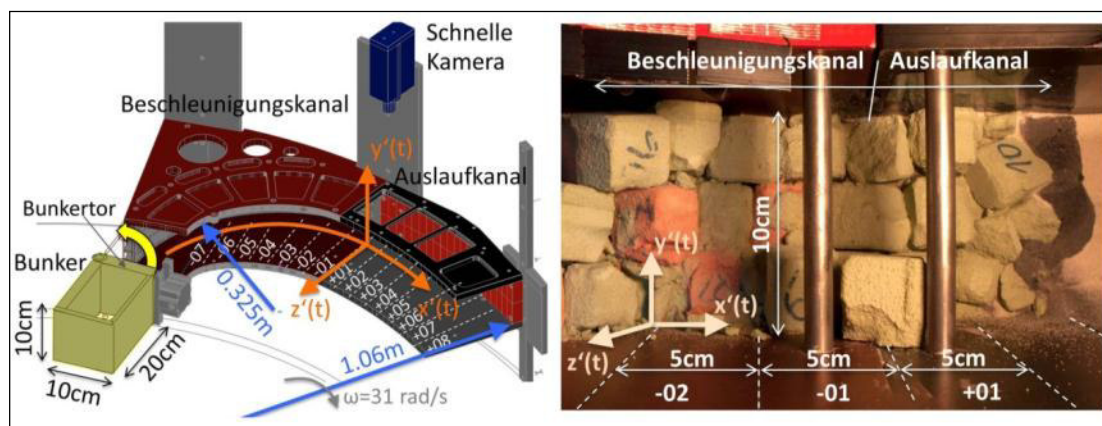 Schnelle
Kamera
Beschleunigungskanal
y'(t)
Auslaufkanal
Bunkertor
Bunker
-07
-06
-05
-04
-03
-02
-01
+01
+02
+03
+04
+05
+06
+07
+08
x'(t)
z'(t)
0.325m
1.06m
10cm
10cm
20cm
ω=31 rad/s
Beschleunigungskanal
Auslaufkanal
10cm
y'(t)
x'(t)
z'(t)
5cm
5cm
5cm
-02
-01
+01